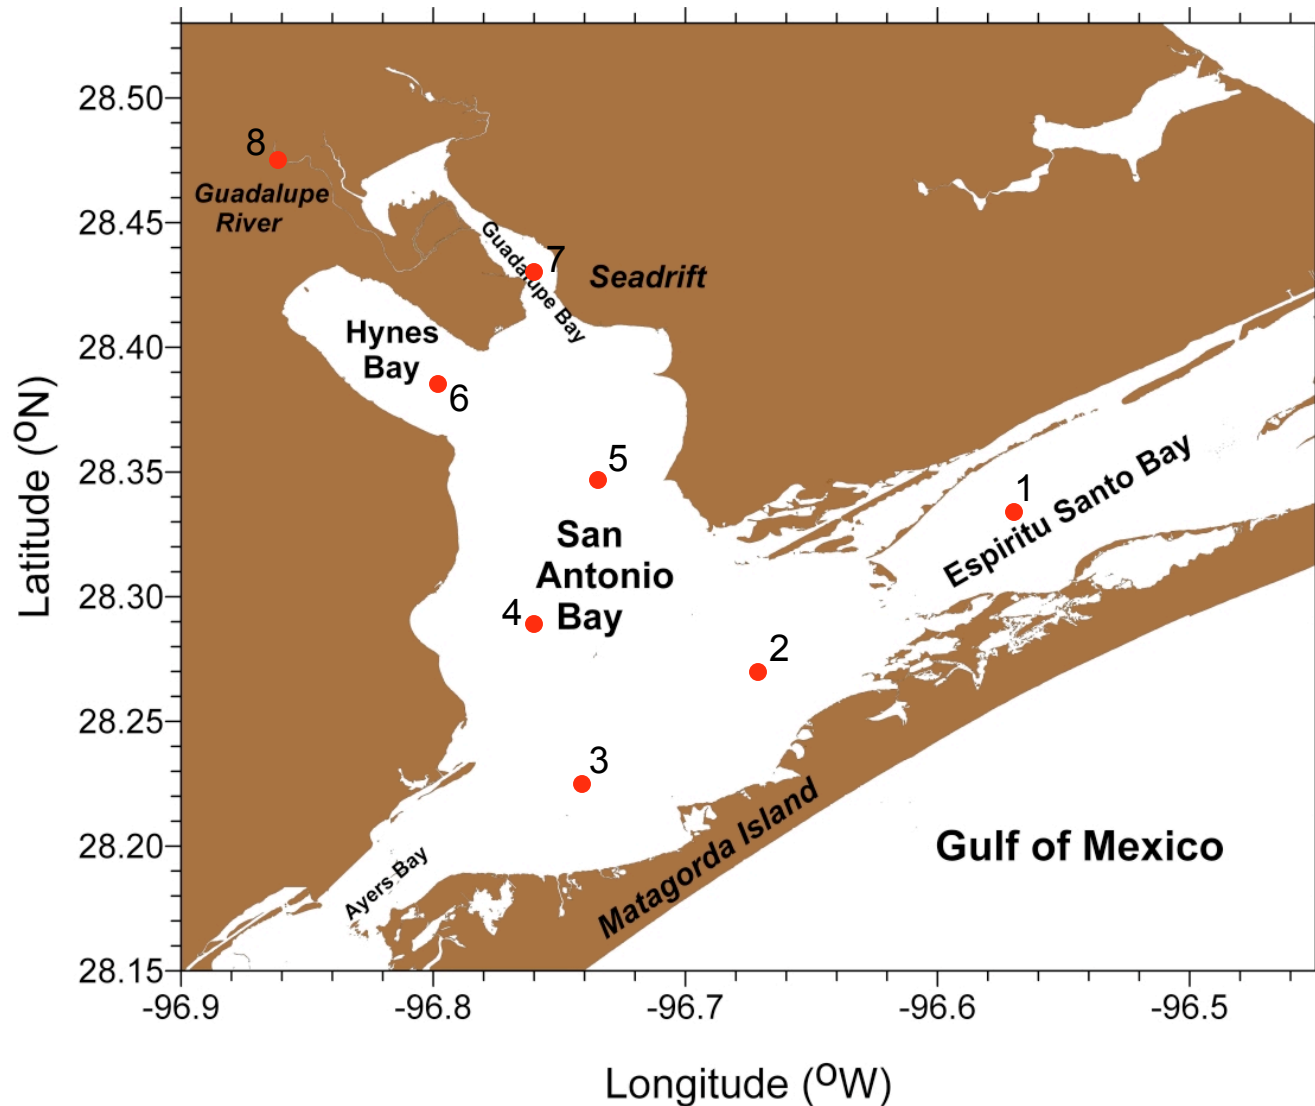 28.50
8
Guadalupe
River
28.45
Guadalupe Bay
7
Seadrift
Hynes
Bay
28.40
6
Latitude (ºN)
5
28.35
1
Espiritu Santo Bay
San
Antonio
Bay
28.30
4
2
28.25
3
Matagorda Island
Gulf of Mexico
28.20
Ayers Bay
28.15
-96.9
-96.8
-96.7
-96.6
-96.5
Longitude (ºW)